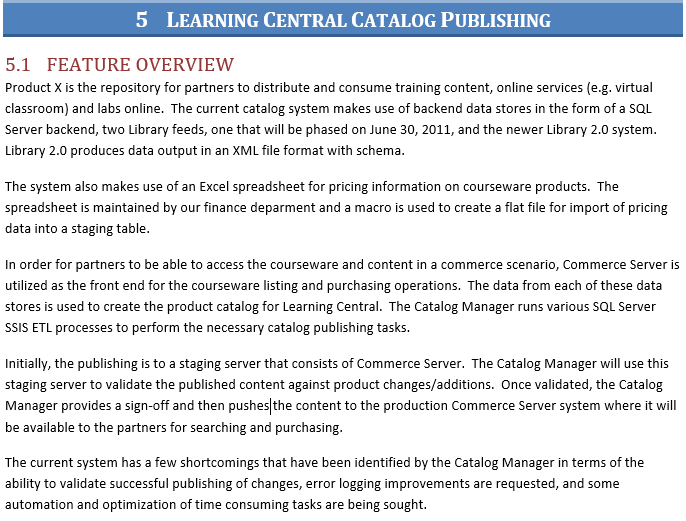 5 LEARNING CENTRAL CATALOG PUBLISHING
5.1 FEATURE OVERVIEW
Product X is the repository for partners to distribute and consume training content, online services (e.g. virtual
classroom) and labs online. The current catalog system makes use of backend data stores in the form of a SQL
Server backend, two Library feeds, one that will be phased on June 30, 2011, and the newer Library 2.0 system.
Library 2.0 produces data output in an XML file format with schema.
The system also makes use of an Excel spreadsheet for pricing information on courseware products. The
spreadsheet is maintained by our finance deparment and a macro is used to create a flat file for import of pricing
data into a staging table.
In order for partners to be able to access the courseware and content in a commerce scenario, Commerce Server is
utilized as the front end for the courseware listing and purchasing operations. The data from each of these data
stores is used to create the product catalog for Learning Central. The Catalog Manager runs various SQL Server
SSIS ETL processes to perform the necessary catalog publishing tasks.
Initially, the publishing is to a staging server that consists of Commerce Server. The Catalog Manager will use this
staging server to validate the published content against product changes/additions. Once validated, the Catalog
Manager provides a sign-off and then pushes the content to the production Commerce Server system where it will
be available to the partners for searching and purchasing.
The current system has a few shortcomings that have been identified by the Catalog Manager in terms of the
ability to validate successful publishing of changes, error logging improvements are requested, and some
automation and optimization of time consuming tasks are being sought.